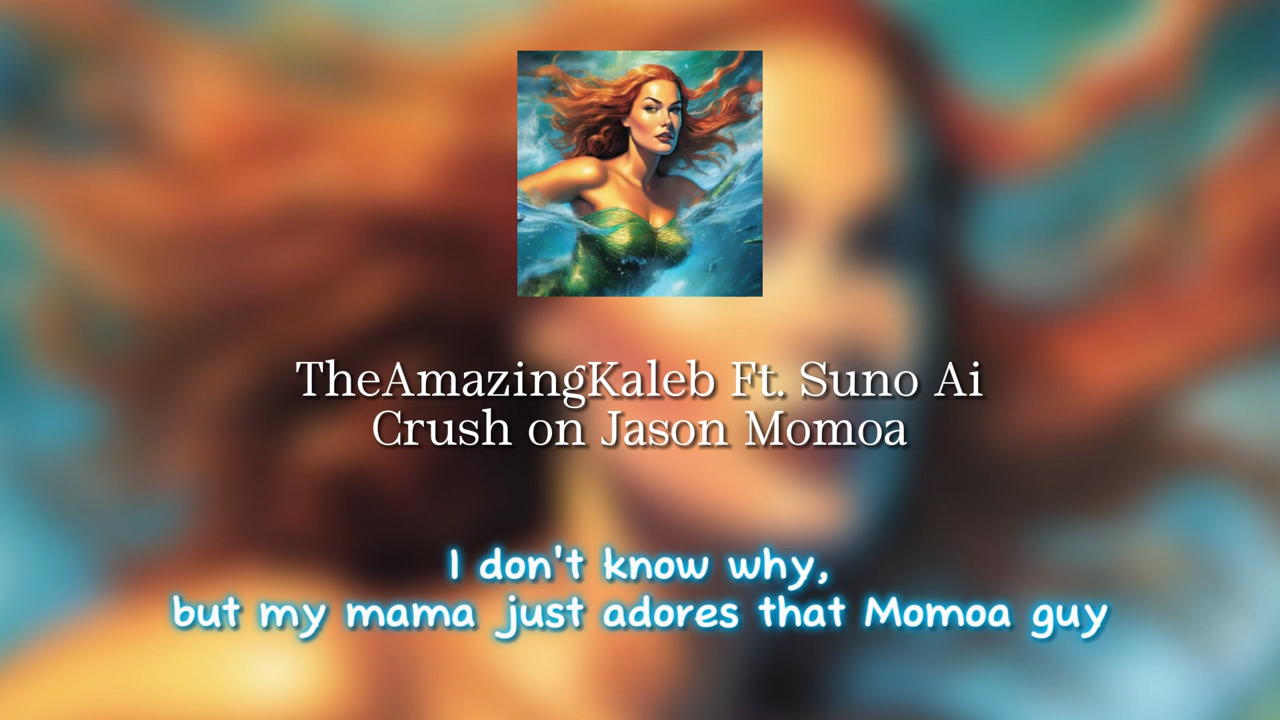 TheAmazingKaleb Ft. Suno Ai
Crush on Jason Momoa
I don't know why,
but my mama just adores that Momoa guy